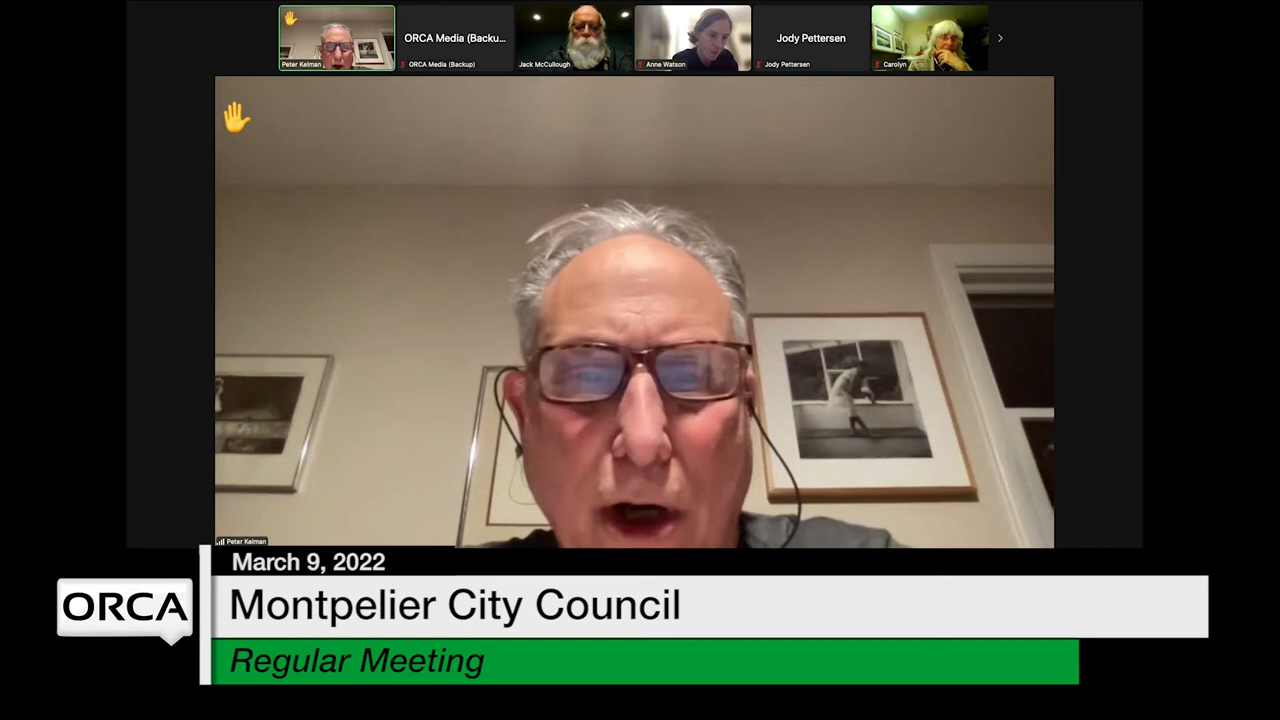 ORCA Media (Backu...
Peter Kelman
ORCA Media (Backup)
Jack McCullough
Anne Watson
Jody Pettersen
Jody Pettersen
Carolyn
Peter Kelman
March 9, 2022
ORCA
Montpelier City Council
Regular Meeting